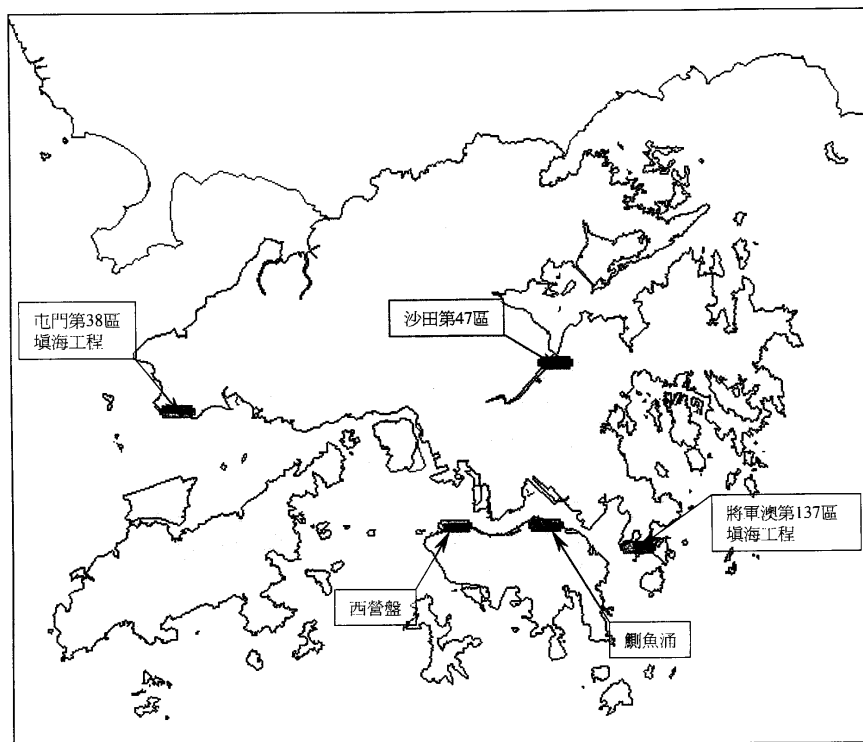 屯門第38區
填海工程
沙田第47區
將軍澳第137區
填海工程
西營盤
鰂魚涌